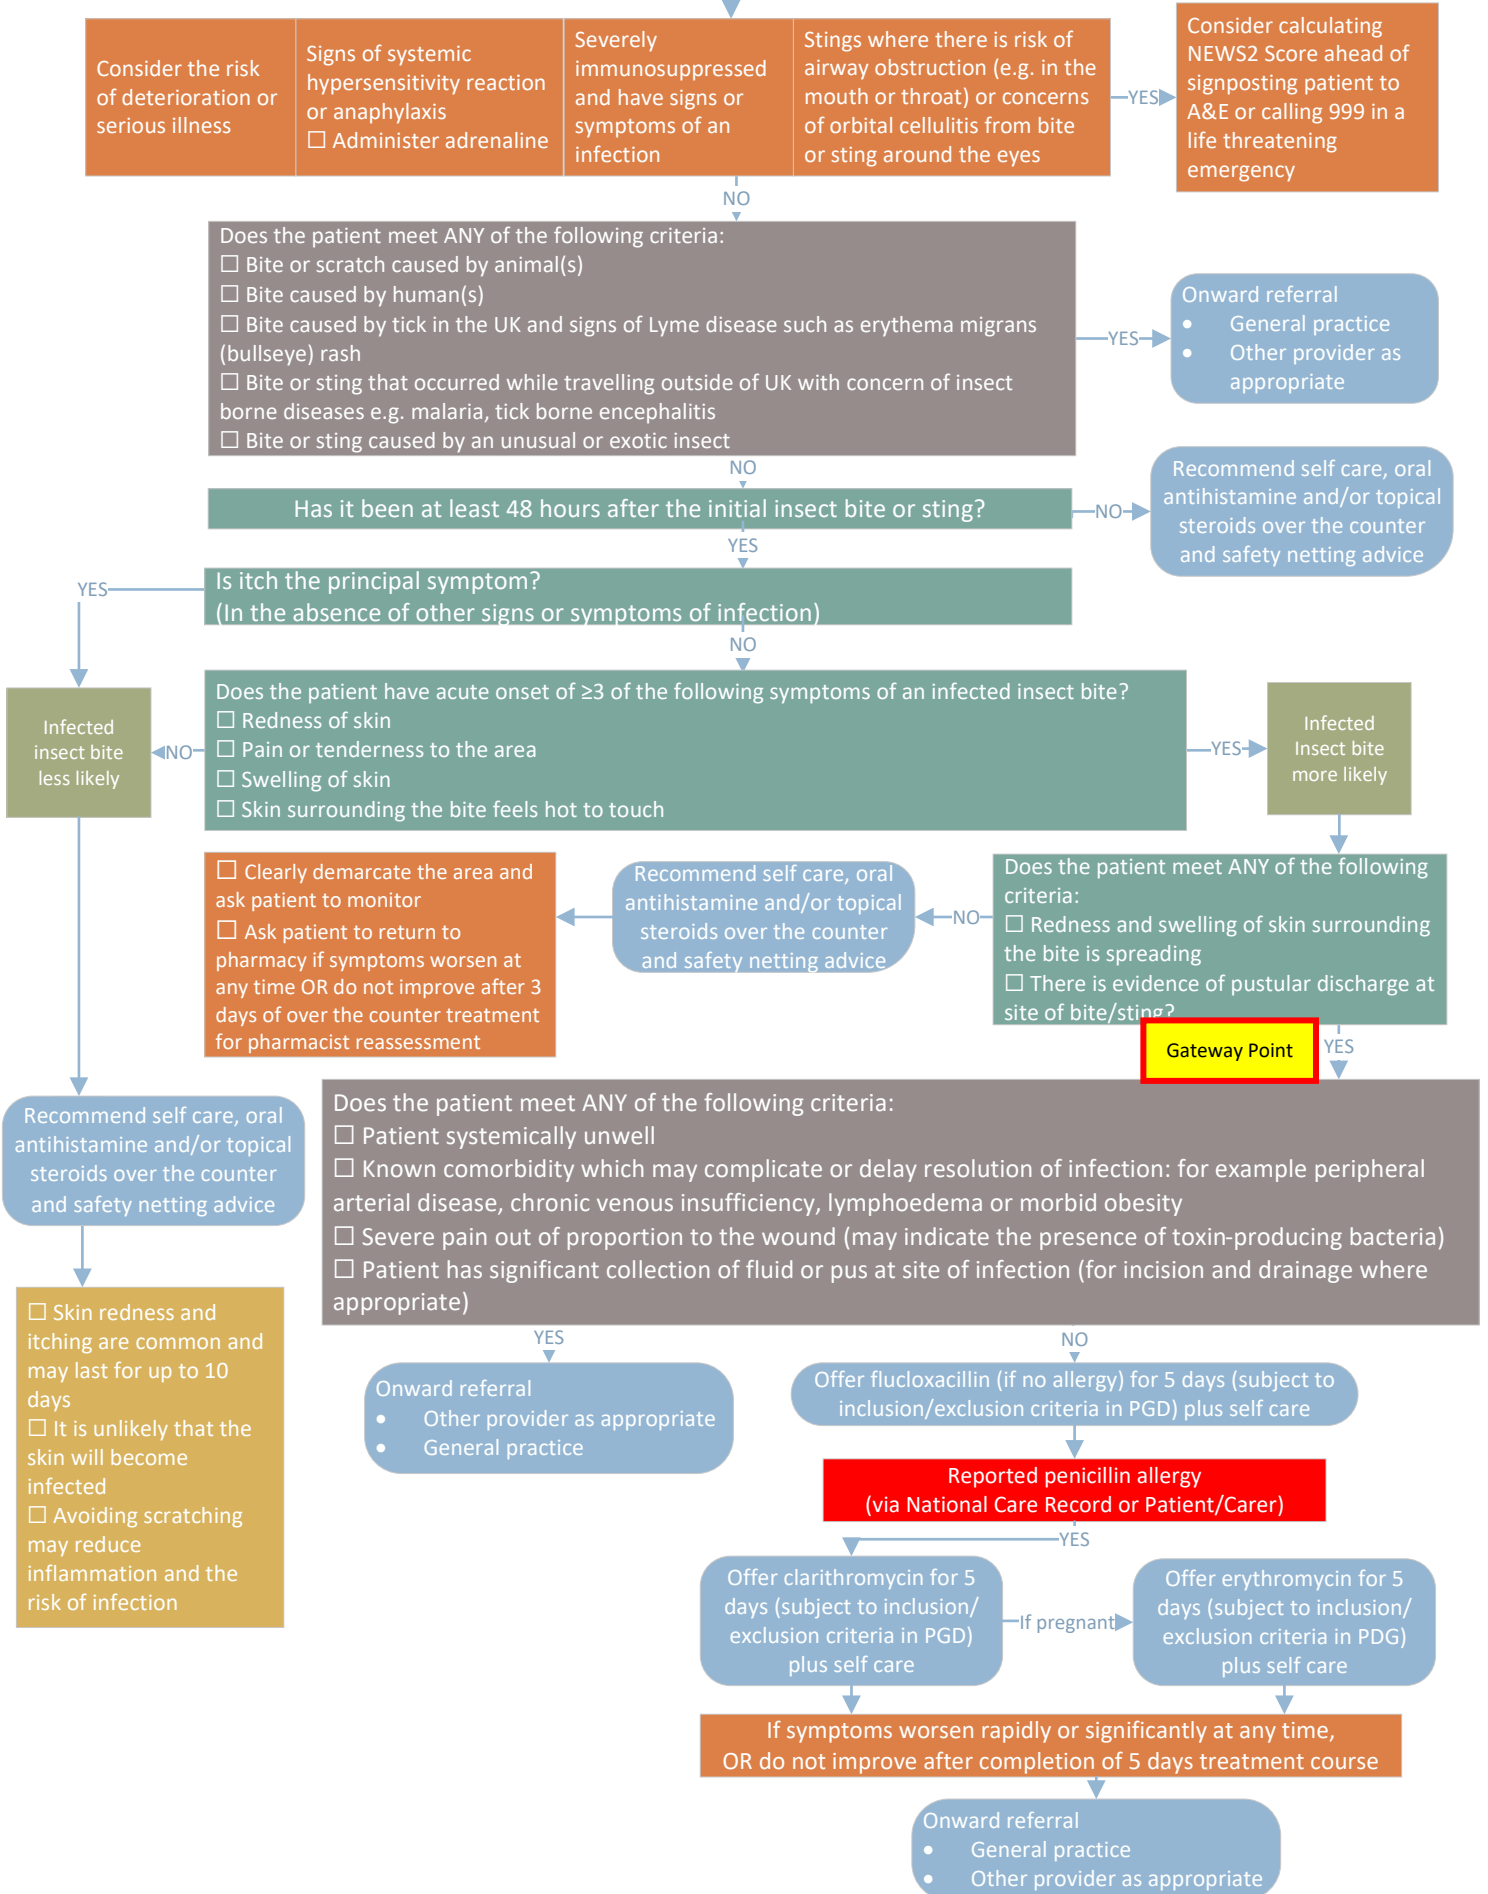 Consider the risk
of deterioration or
serious illness
Signs of systemic
hypersensitivity reaction
or anaphylaxis
☐ Administer adrenaline
Severely
immunosuppressed
and have signs or
symptoms of an
infection
Stings where there is risk of
airway obstruction (e.g. in the
mouth or throat) or concerns
of orbital cellulitis from bite
or sting around the eyes
YES
Consider calculating
NEWS2 Score ahead of
signposting patient to
A&E or calling 999 in a
life threatening
emergency
NO
Does the patient meet ANY of the following criteria:
☐ Bite or scratch caused by animal(s)
☐ Bite caused by human(s)
☐ Bite caused by tick in the UK and signs of Lyme disease such as erythema migrans
(bullseye) rash
☐ Bite or sting that occurred while travelling outside of UK with concern of insect
borne diseases e.g. malaria, tick borne encephalitis
☐ Bite or sting caused by an unusual or exotic insect
YES
Onward referral
• General practice
• Other provider as
appropriate
NO
Has it been at least 48 hours after the initial insect bite or sting?
NO
Recommend self care, oral
antihistamine and/or topical
steroids over the counter
and safety netting advice
YES
Is itch the principal symptom?
(In the absence of other signs or symptoms of infection)
YES
NO
Does the patient have acute onset of ≥3 of the following symptoms of an infected insect bite?
☐ Redness of skin
☐ Pain or tenderness to the area
☐ Swelling of skin
☐ Skin surrounding the bite feels hot to touch
NO
Infected
insect bite
less likely
YES
Infected
Insect bite
more likely
Does the patient meet ANY of the following
criteria:
☐ Redness and swelling of skin surrounding
the bite is spreading
☐ There is evidence of pustular discharge at
site of bite/sting?
NO
Recommend self care, oral
antihistamine and/or topical
steroids over the counter
and safety netting advice
☐ Clearly demarcate the area and
ask patient to monitor
☐ Ask patient to return to
pharmacy if symptoms worsen at
any time OR do not improve after 3
days of over the counter treatment
for pharmacist reassessment
Gateway Point
YES
Recommend self care, oral
antihistamine and/or topical
steroids over the counter
and safety netting advice
☐ Skin redness and
itching are common and
may last for up to 10
days
☐ It is unlikely that the
skin will become
infected
☐ Avoiding scratching
may reduce
inflammation and the
risk of infection
Does the patient meet ANY of the following criteria:
☐ Patient systemically unwell
☐ Known comorbidity which may complicate or delay resolution of infection: for example peripheral
arterial disease, chronic venous insufficiency, lymphoedema or morbid obesity
☐ Severe pain out of proportion to the wound (may indicate the presence of toxin-producing bacteria)
☐ Patient has significant collection of fluid or pus at site of infection (for incision and drainage where
appropriate)
YES
Onward referral
• Other provider as appropriate
• General practice
NO
Offer flucloxacillin (if no allergy) for 5 days (subject to
inclusion/exclusion criteria in PGD) plus self care
Reported penicillin allergy
(via National Care Record or Patient/Carer)
YES
Offer clarithromycin for 5
days (subject to inclusion/
exclusion criteria in PGD)
plus self care
If pregnant
Offer erythromycin for 5
days (subject to inclusion/
exclusion criteria in PDG)
plus self care
If symptoms worsen rapidly or significantly at any time,
OR do not improve after completion of 5 days treatment course
Onward referral
• General practice
• Other provider as appropriate